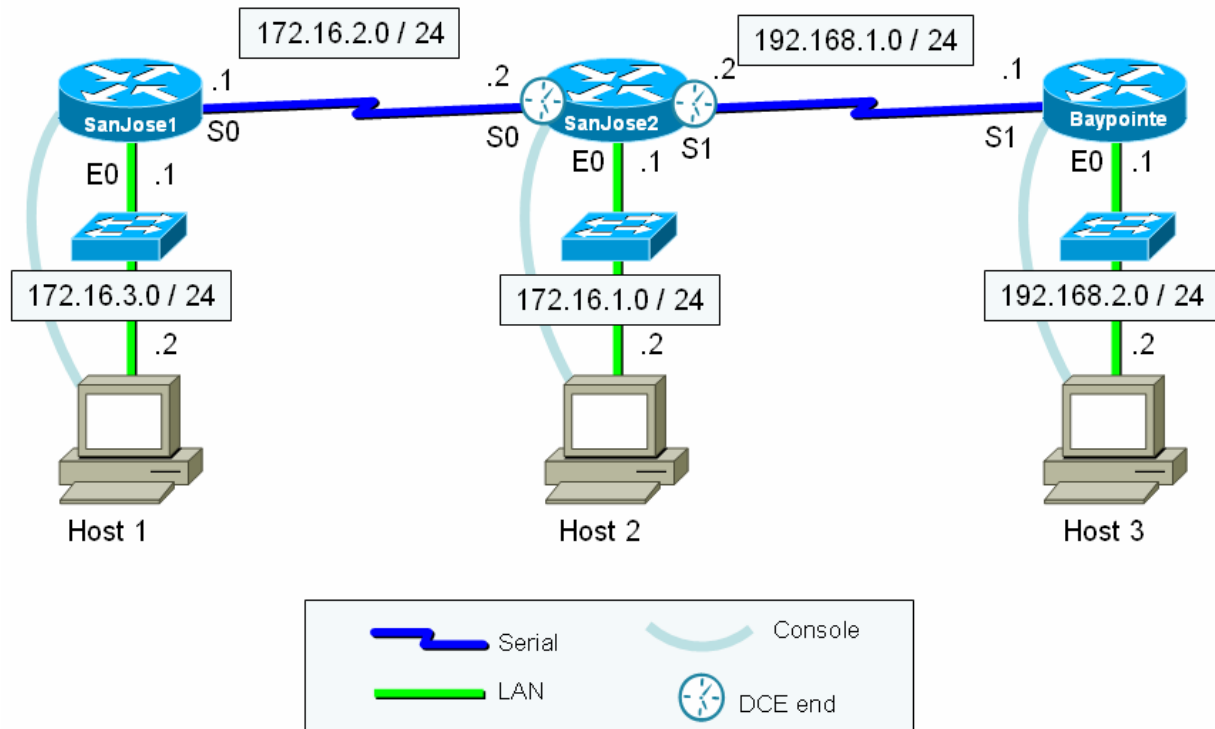 172.16.2.0 / 24
192.168.1.0 / 24
.1
.2
.2
.1
SanJose1
SanJose2
Baypointe
S0
S0
S1
S1
E0
.1
E0
.1
E0
.1
172.16.3.0 / 24
172.16.1.0 / 24
192.168.2.0 / 24
.2
.2
.2
Host 1
Host 2
Host 3
Serial
Console
LAN
DCE end